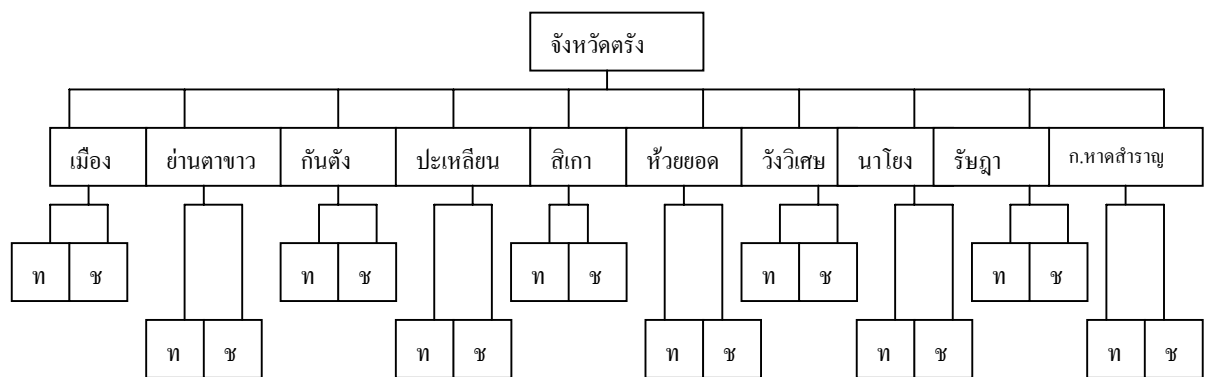 จังหวัดตรัง
เมือง ย่านตาขาว กันตัง ปะเหลียน สิเกา ห้วยยอด วังวิเศษ นาโยง รัษฎา ก.หาดสำราญ
ท ช ท ช ท ช ท ช ท ช
ท ช ท ช ท ช ท ช ท ช